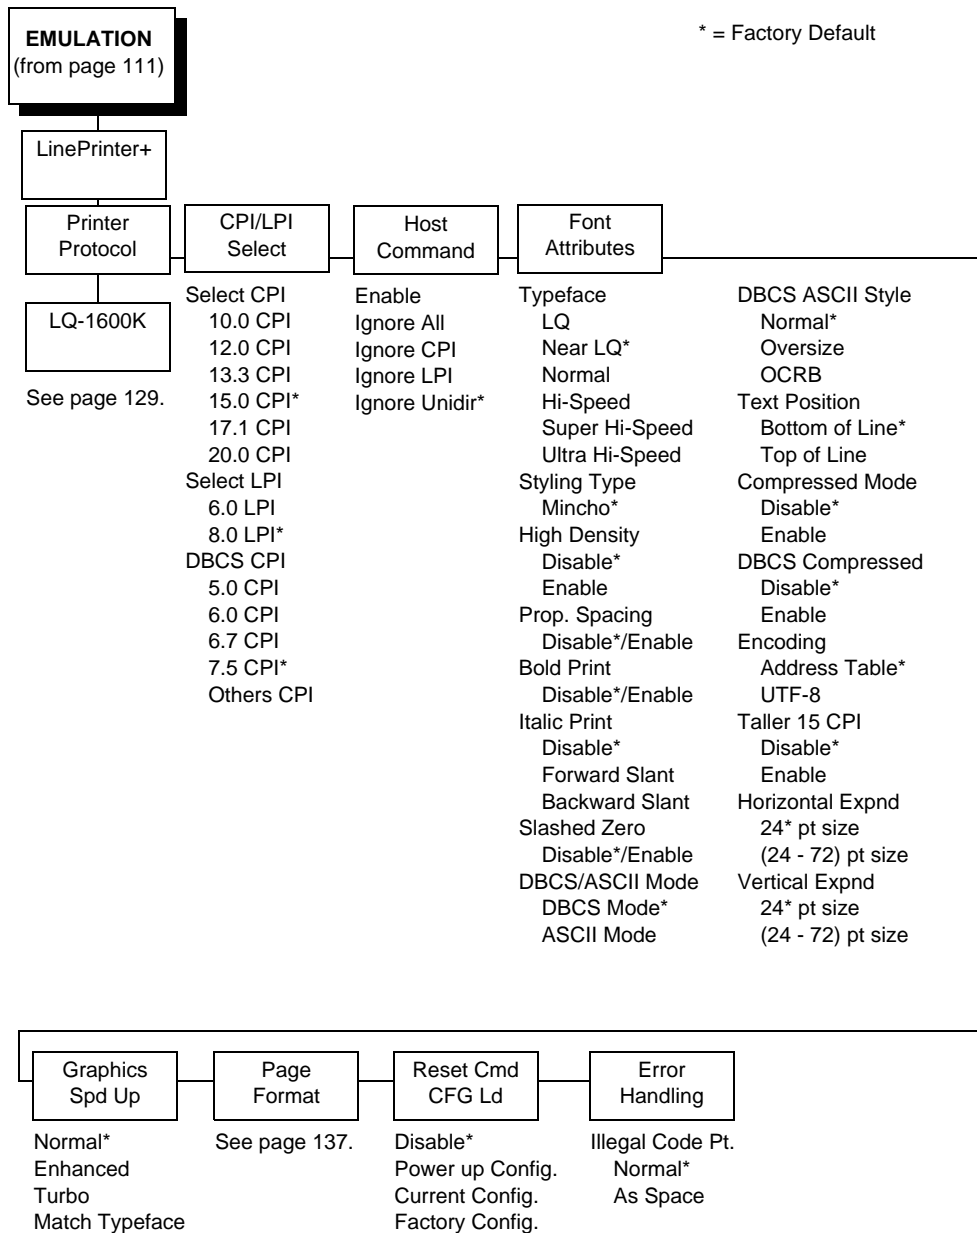 EMULATION
(from page 111)
* = Factory Default
LinePrinter+
Printer
Protocol
LQ-1600K
See page 129.
CPI/LPI
Select
Select CPI
10.0 CPI
12.0 CPI
13.3 CPI
15.0 CPI*
17.1 CPI
20.0 CPI
Select LPI
6.0 LPI
8.0 LPI*
DBCS CPI
5.0 CPI
6.0 CPI
6.7 CPI
7.5 CPI*
Others CPI
Host
Command
Enable
Ignore All
Ignore CPI
Ignore LPI
Ignore Unidir*
Font
Attributes
Typeface
LQ
Near LQ*
Normal
Hi-Speed
Super Hi-Speed
Ultra Hi-Speed
Styling Type
Mincho*
High Density
Disable*
Enable
Prop. Spacing
Disable*/Enable
Bold Print
Disable*/Enable
Italic Print
Disable*
Forward Slant
Backward Slant
Slashed Zero
Disable*/Enable
DBCS/ASCII Mode
DBCS Mode*
ASCII Mode
DBCS ASCII Style
Normal*
Oversize
OCRB
Text Position
Bottom of Line*
Top of Line
Compressed Mode
Disable*
Enable
DBCS Compressed
Disable*
Enable
Encoding
Address Table*
UTF-8
Taller 15 CPI
Disable*
Enable
Horizontal Expnd
24* pt size
(24 - 72) pt size
Vertical Expnd
24* pt size
(24 - 72) pt size
Graphics
Spd Up
Normal*
Enhanced
Turbo
Match Typeface
Page
Format
See page 137.
Reset Cmd
CFG Ld
Disable*
Power up Config.
Current Config.
Factory Config.
Error
Handling
Illegal Code Pt.
Normal*
As Space